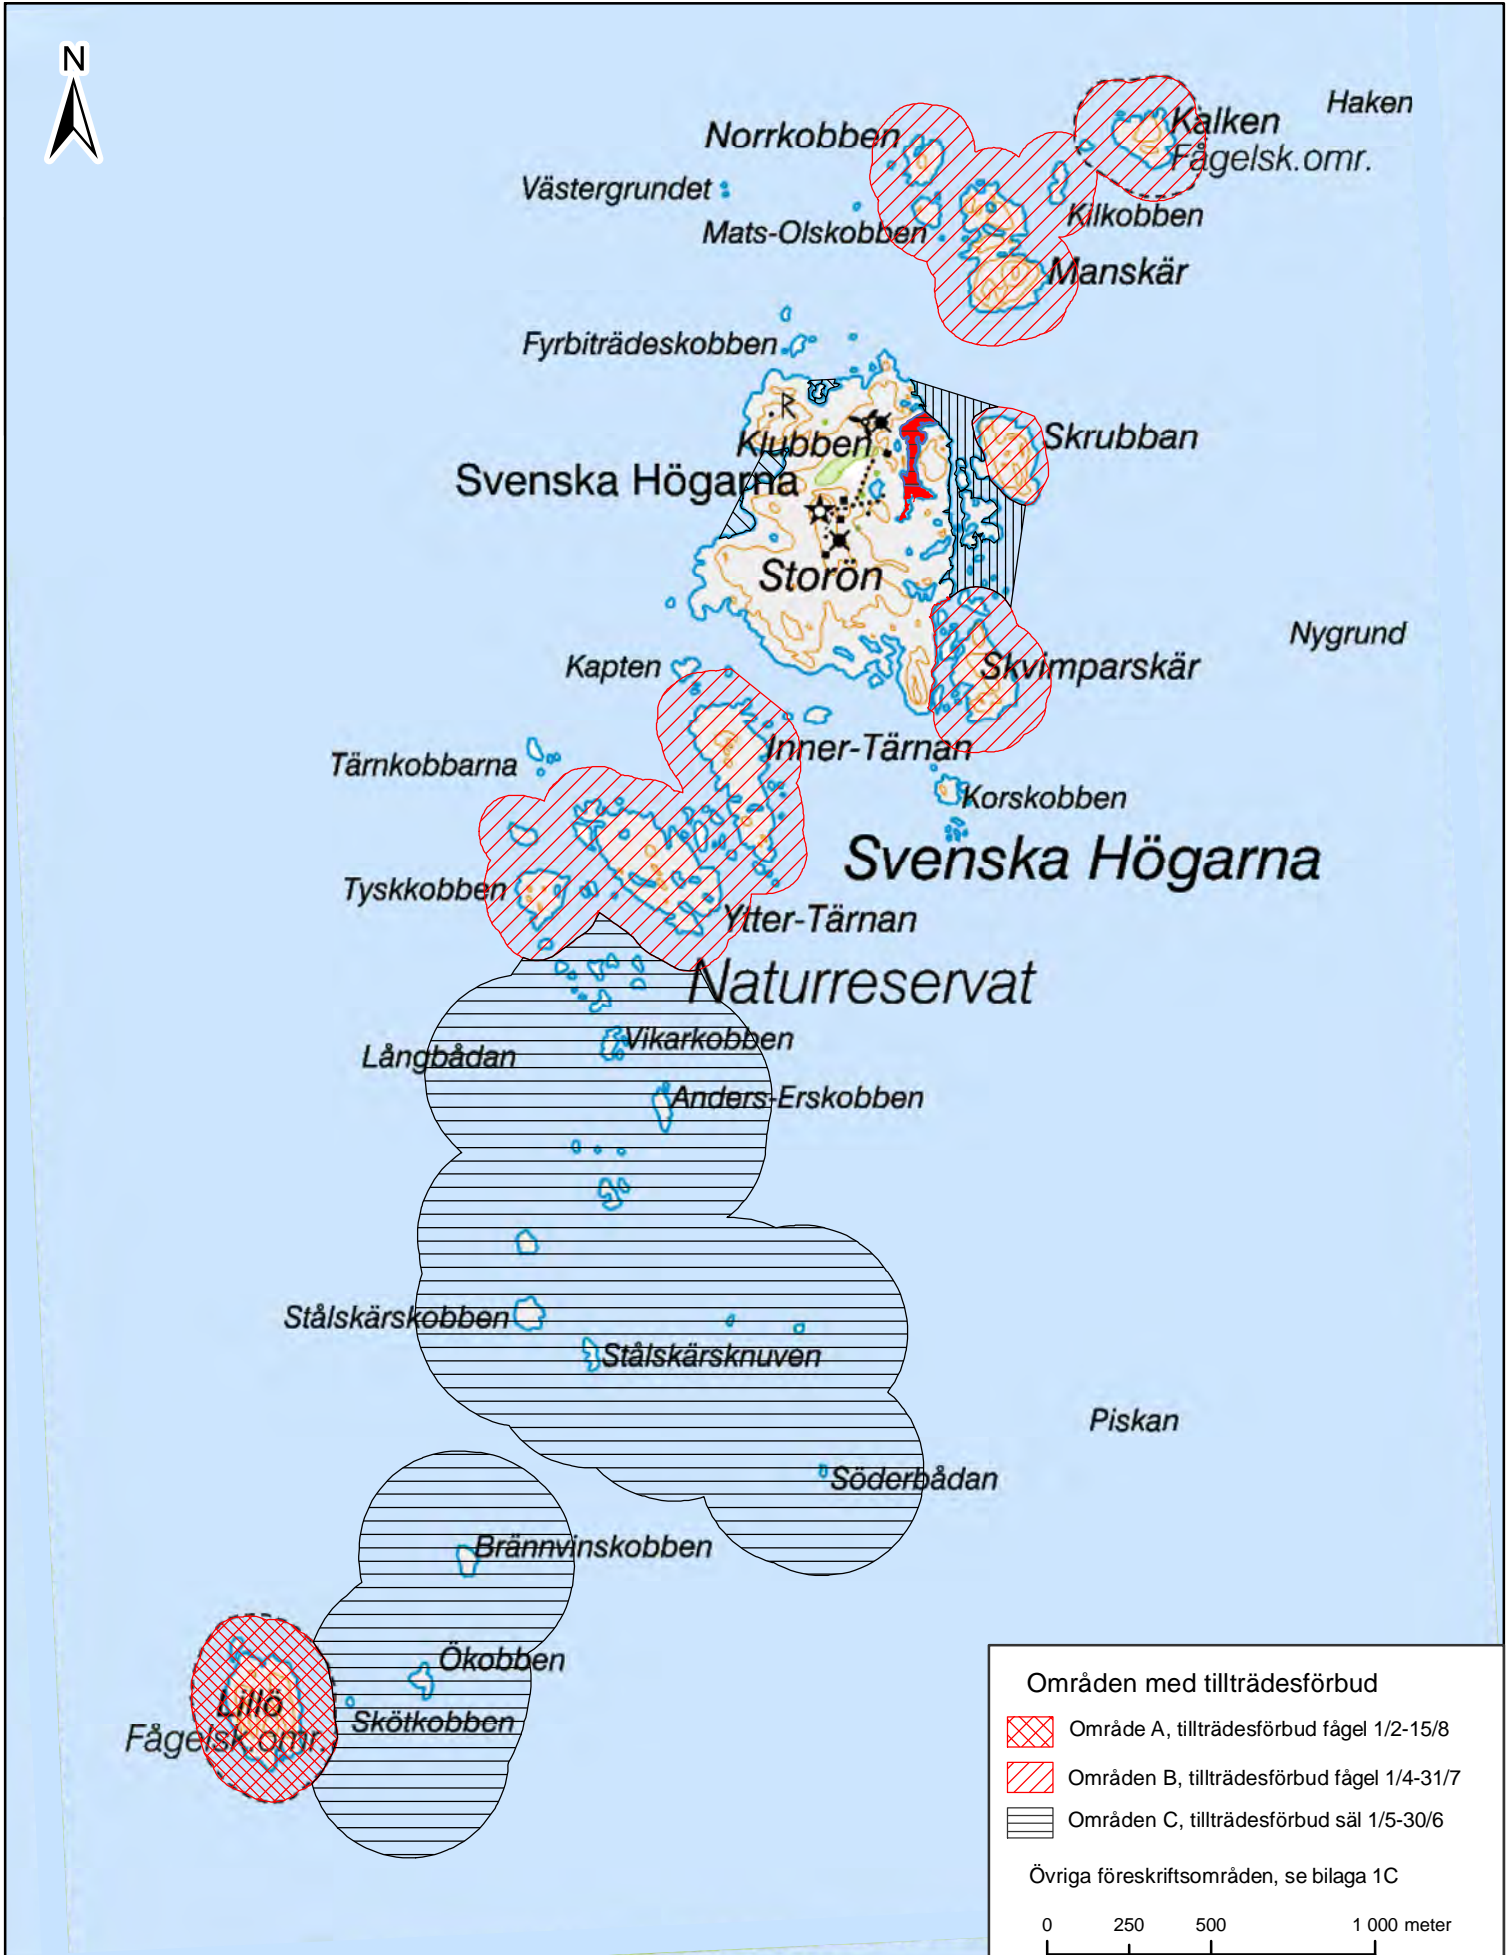 N
Haken
Kalken
Fågelsk.omr.
Norrkobben
Västergrundet
Kilkobben
Mats-Olskobben
Manskär
Fyrbiträdeskobben
R
Klubben
Skrubban
Svenska Högarna
Storön
Nygrund
Kapten
Skvimparskär
Inner-Tärnan
Tärnkobbarna
Korskobben
Svenska Högarna
Tyskkobben
Ytter-Tärnan
Naturreservat
Vikarkobben
Långbådan
Anders-Erskobben
Stålskärskobben
Stålskärsknuven
Piskan
Söderbådan
Brännvinskobben
Ökobben
Lillö
Skötkobben
Fågelsk.omr.
Områden med tillträdesförbud
Område A, tillträdesförbud fågel 1/2-15/8
Områden B, tillträdesförbud fågel 1/4-31/7
Områden C, tillträdesförbud säl 1/5-30/6
Övriga föreskriftsområden, se bilaga 1C
0 250 500 1 000 meter